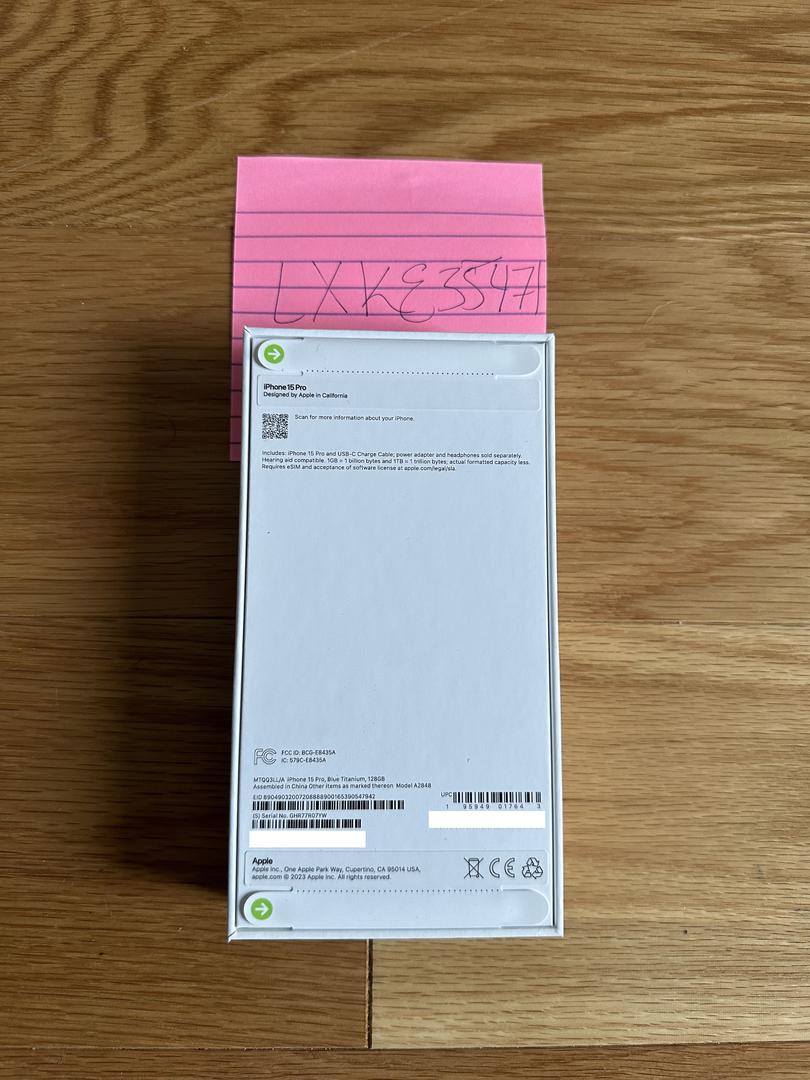 LXKE35471
iPhone 15 Pro
Designed by Apple in California
Scan for more information about your iPhone.
Includes: iPhone 15 Pro and USB-C Charge Cable; power adapter and headphones sold separately.
Hearing aid compatible. 1GB = 1 billion bytes and 1TB = 1 trillion bytes; actual formatted capacity less.
Requires eSIM and acceptance of software license at apple.com/legal/sla.
FCC ID: BCG-E8435A
IC: 579C-E8435A
MTQQ3LL/A iPhone 15 Pro, Blue Titanium, 128GB
Assembled in China Other items as marked thereon Model A2848
EID 89049032007208888900165390547942
UPC
1 95949 01764 3
(S) Serial No. GHR77R07YW
Apple
Apple Inc., One Apple Park Way, Cupertino, CA 95014 USA,
apple.com © 2023 Apple Inc. All rights reserved.